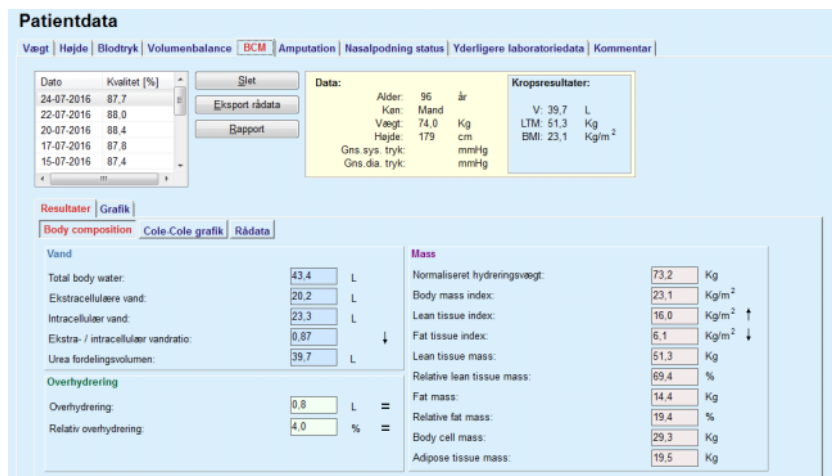 Patientdata
Vægt Højde Blodtryk Volumenbalance BCM Amputation Nasalpodning status Yderligere laboratoriedata Kommentar
Dato Kvalitet [%]
24-07-2016 87,7
22-07-2016 88,0
20-07-2016 88,4
17-07-2016 87,8
15-07-2016 87,4
Slet
Eksport rådata
Rapport
Data:
Alder: 96 år
Køn: Mand
Vægt: 74,0 Kg
Højde: 179 cm
Gns.sys. tryk: mmHg
Gns.dia. tryk: mmHg
Kropsresultater:
V: 39,7 L
LTM: 51,3 Kg
BMI: 23,1 Kg/m²
Resultater Grafik
Body composition Cole-Cole grafik Rådata
Vand
Total body water: 43,4 L
Ekstracellulære vand: 20,2 L
Intracellulær vand: 23,3 L
Ekstra- / intracellulær vandratio: 0,87 ↓
Urea fordelingsvolumen: 39,7 L
Overhydrering
Overhydrering: 0,8 L =
Relativ overhydrering: 4,0 % =
Mass
Normaliseret hydreringsvægt: 73,2 Kg
Body mass index: 23,1 Kg/m²
Lean tissue index: 16,0 Kg/m² ↑
Fat tissue index: 6,1 Kg/m² ↓
Lean tissue mass: 51,3 Kg
Relative lean tissue mass: 69,4 %
Fat mass: 14,4 Kg
Relative fat mass: 19,4 %
Body cell mass: 29,3 Kg
Adipose tissue mass: 19,5 Kg